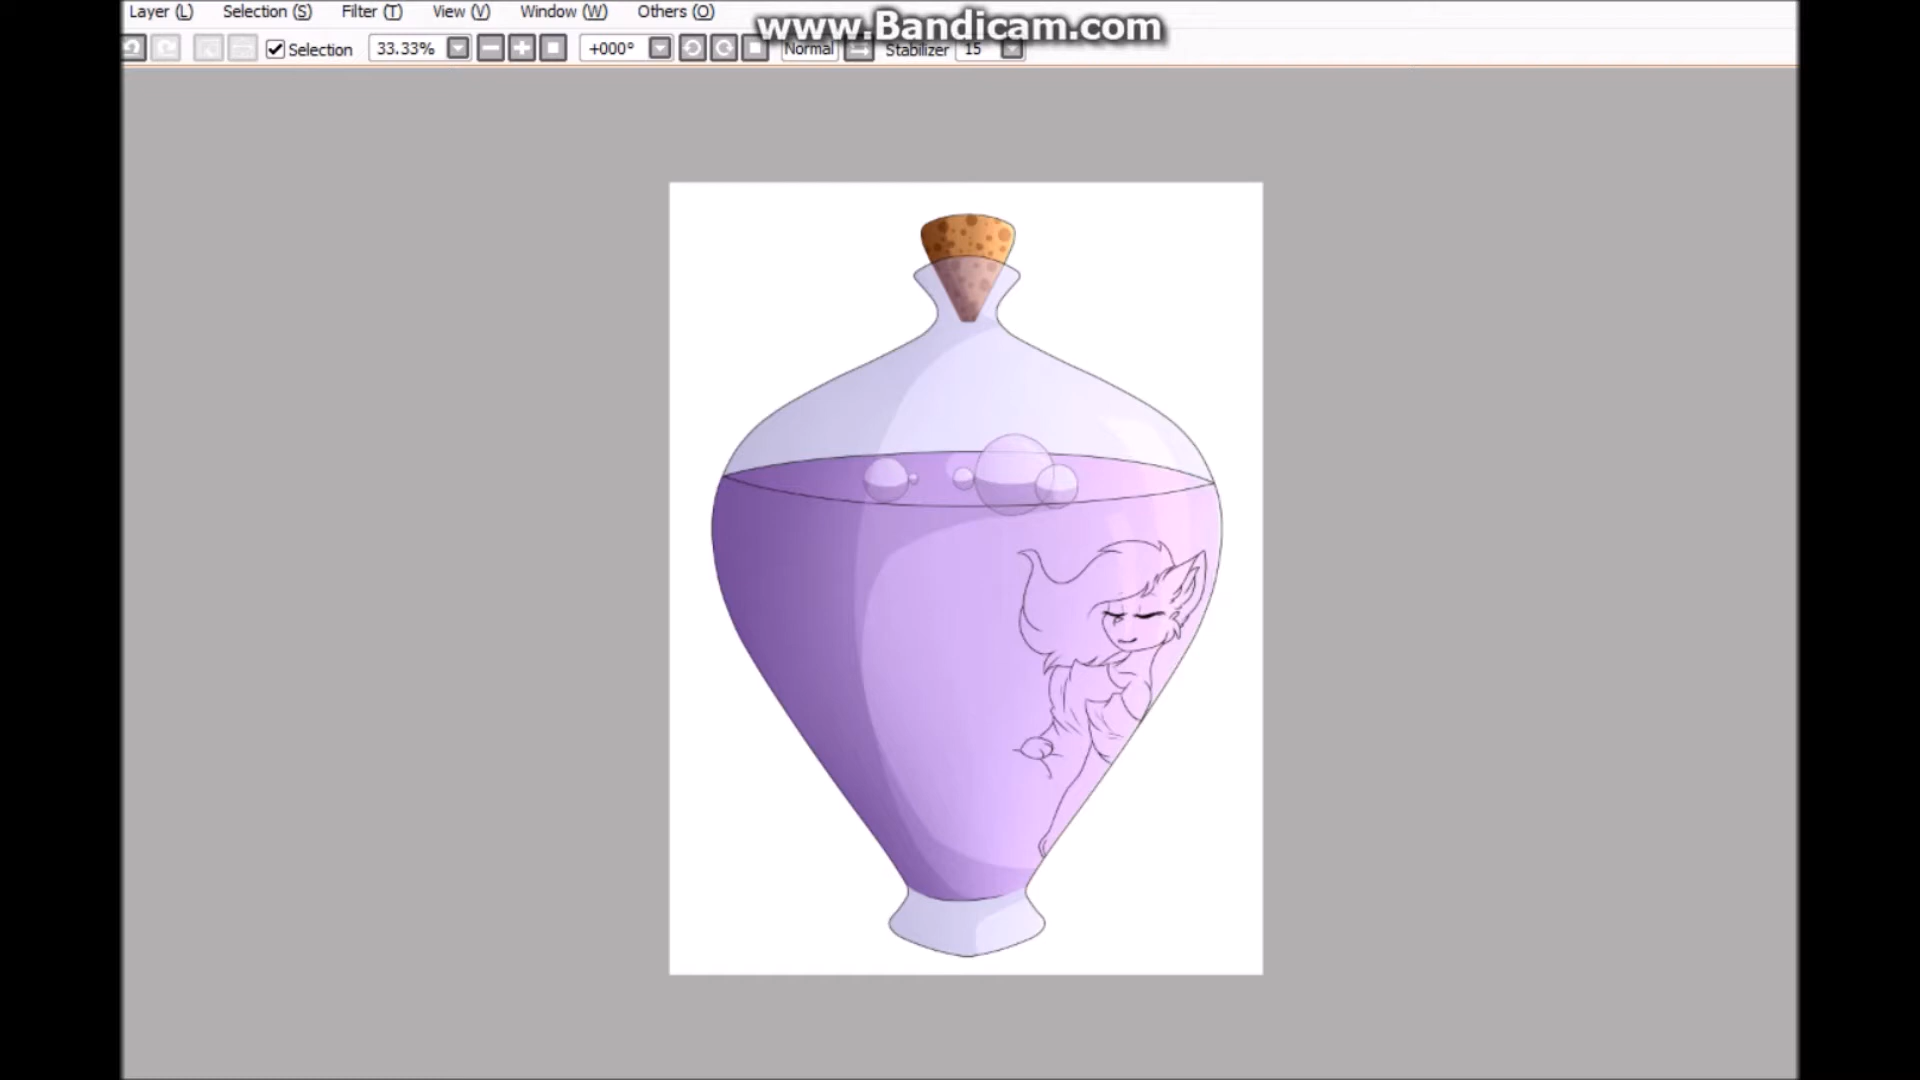 Layer (L) Selection (S) Filter (T) View (V) Window (W) Others (O)
www.Bandicam.com
Selection 33.33% +000° Normal Stabilizer 15